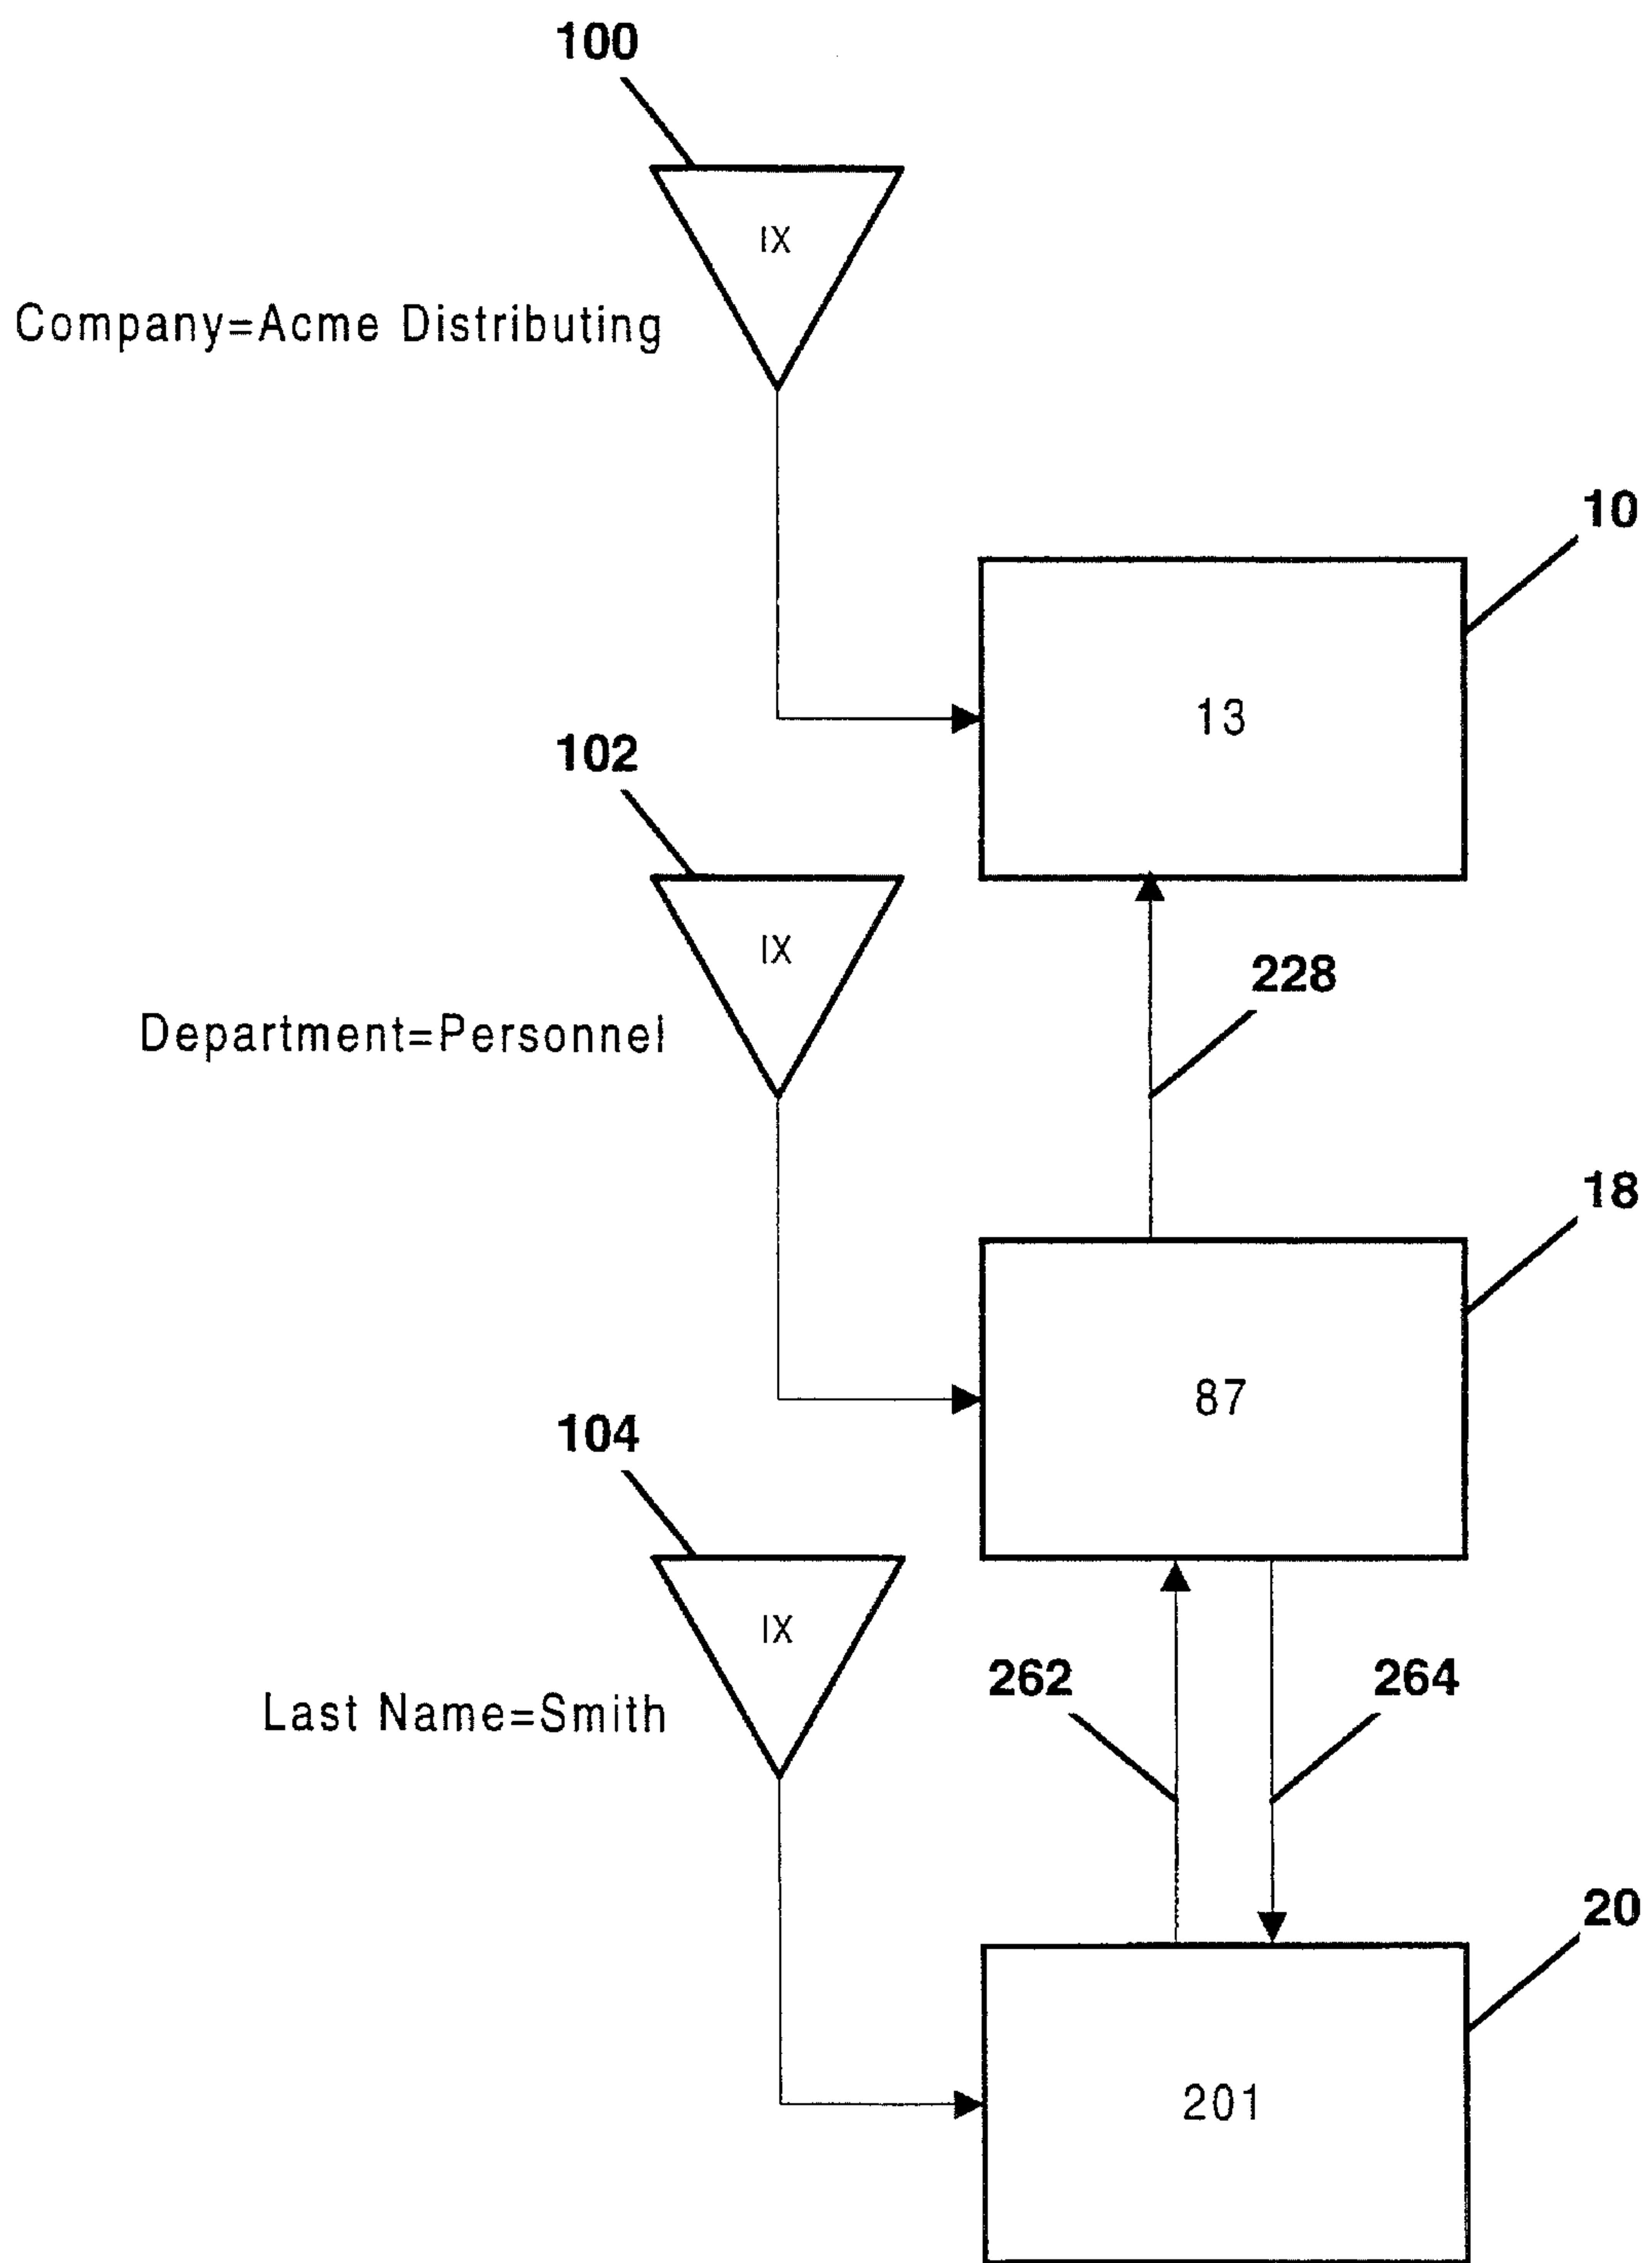 100
IX
Company=Acme Distributing
10
13
102
IX
228
Department=Personnel
18
87
104
IX
262
264
Last Name=Smith
20
201